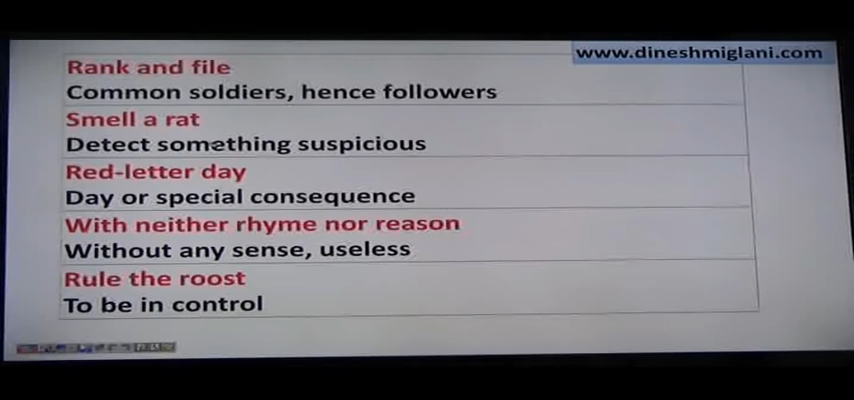 www.dineshmiglani.com
Rank and file
Common soldiers, hence followers
Smell a rat
Detect something suspicious
Red-letter day
Day or special consequence
With neither rhyme nor reason
Without any sense, useless
Rule the roost
To be in control